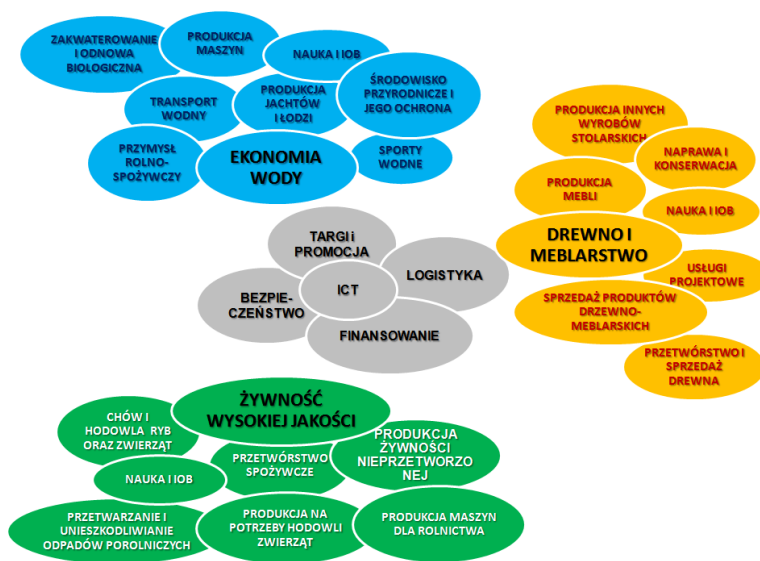 ZAKWATEROWANIE
I ODNOWA
BIOLOGICZNA
PRODUKCJA
MASZYN
NAUKA I IOB
ŚRODOWISKO
PRZYRODNICZE I
JEGO OCHRONA
TRANSPORT
WODNY
PRODUKCJA
JACHTÓW
I ŁODZI
PRZYMYSŁ
ROLNO-
SPOŻYWCZY
EKONOMIA
WODY
SPORTY
WODNE
PRODUKCJA INNYCH
WYROBÓW
STOLARSKICH
NAPRAWA I
KONSERWACJA
PRODUKCJA
MEBLI
NAUKA I IOB
DREWNO I
MEBLARSTWO
USŁUGI
PROJEKTOWE
SPRZEDAŻ PRODUKTÓW
DRZEWNO-
MEBLARSKICH
PRZETWÓRSTWO I
SPRZEDAŻ
DREWNA
TARGI i
PROMOCJA
LOGISTYKA
ICT
BEZPIE-
CZEŃSTWO
FINANSOWANIE
ŻYWNOŚĆ
WYSOKIEJ JAKOŚCI
CHÓW I
HODOWLA RYB
ORAZ ZWIERZĄT
PRODUKCJA
ŻYWNOŚCI
NIEPRZETWORZO
NEJ
PRZETWÓRSTWO
SPOŻYWCZE
NAUKA I IOB
PRZETWARZANIE I
UNIESZKODLIWIANIE
ODPADÓW POROLNICZYCH
PRODUKCJA NA
POTRZEBY HODOWLI
ZWIERZĄT
PRODUKCJA MASZYN
DLA ROLNICTWA